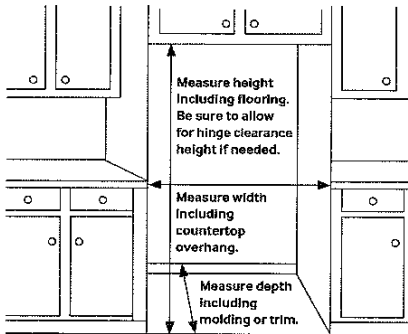 Measure height
including flooring.
Be sure to allow
for hinge clearance
height if needed.
Measure width
including
countertop
overhang.
Measure depth
including
molding or trim.